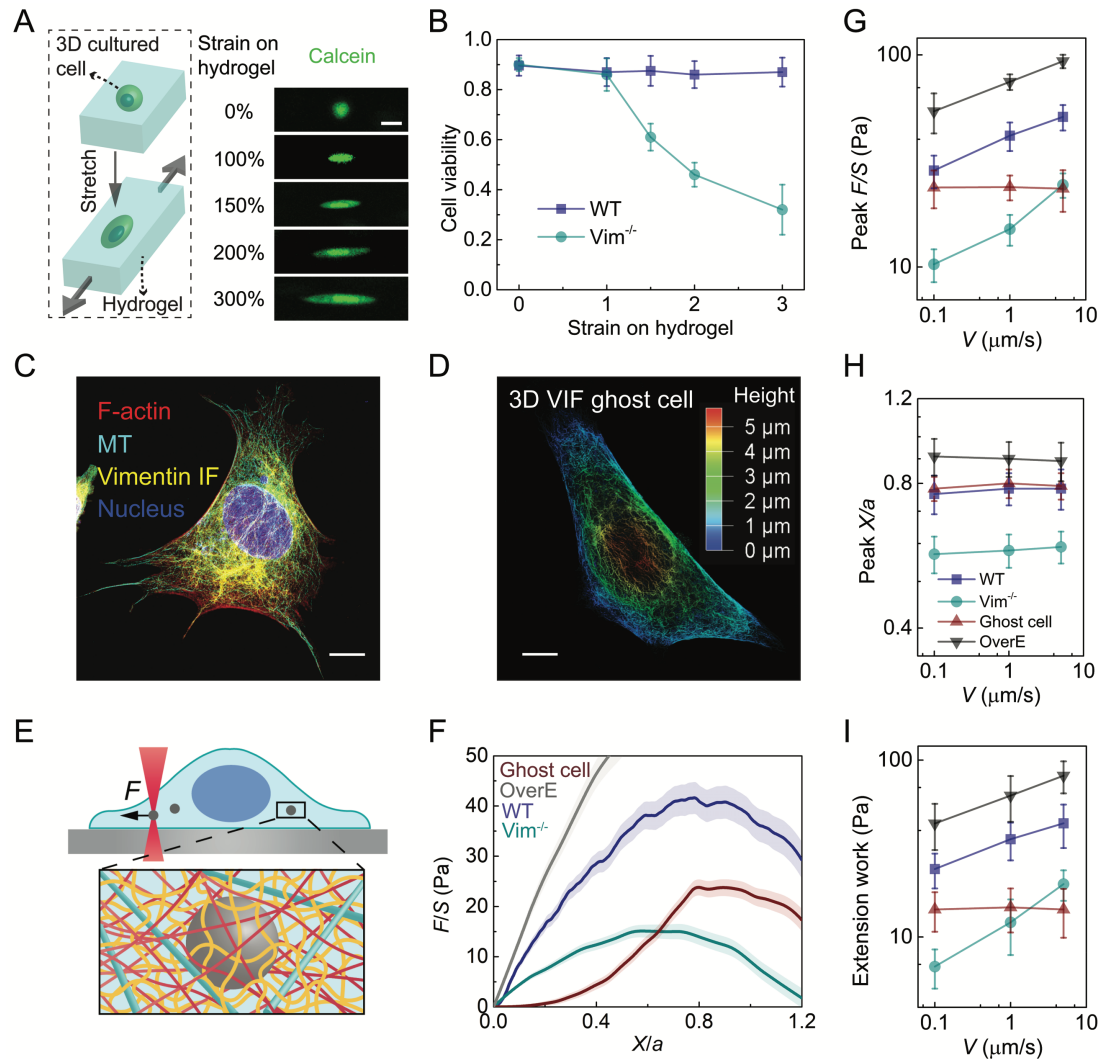 A
3D cultured
cell
Stretch
Hydrogel
Strain on
hydrogel
Calcein
0%
100%
150%
200%
300%
B
Cell viability
1.0
0.8
0.6
0.4
0.2
0.0
WT
Vim-/-
0
1
2
3
Strain on hydrogel
C
F-actin
MT
Vimentin IF
Nucleus
D
3D VIF ghost cell
Height
5 µm
4 µm
3 µm
2 µm
1 µm
0 µm
E
F
F
F/S (Pa)
50
40
30
20
10
0
Ghost cell
OverE
WT
Vim-/-
0.0
0.4
0.8
1.2
X/a
G
Peak F/S (Pa)
100
10
0.1
1
10
V (µm/s)
H
Peak X/a
1.2
0.8
0.4
WT
Vim-/-
Ghost cell
OverE
0.1
1
10
V (µm/s)
I
Extension work (Pa)
100
10
0.1
1
10
V (µm/s)